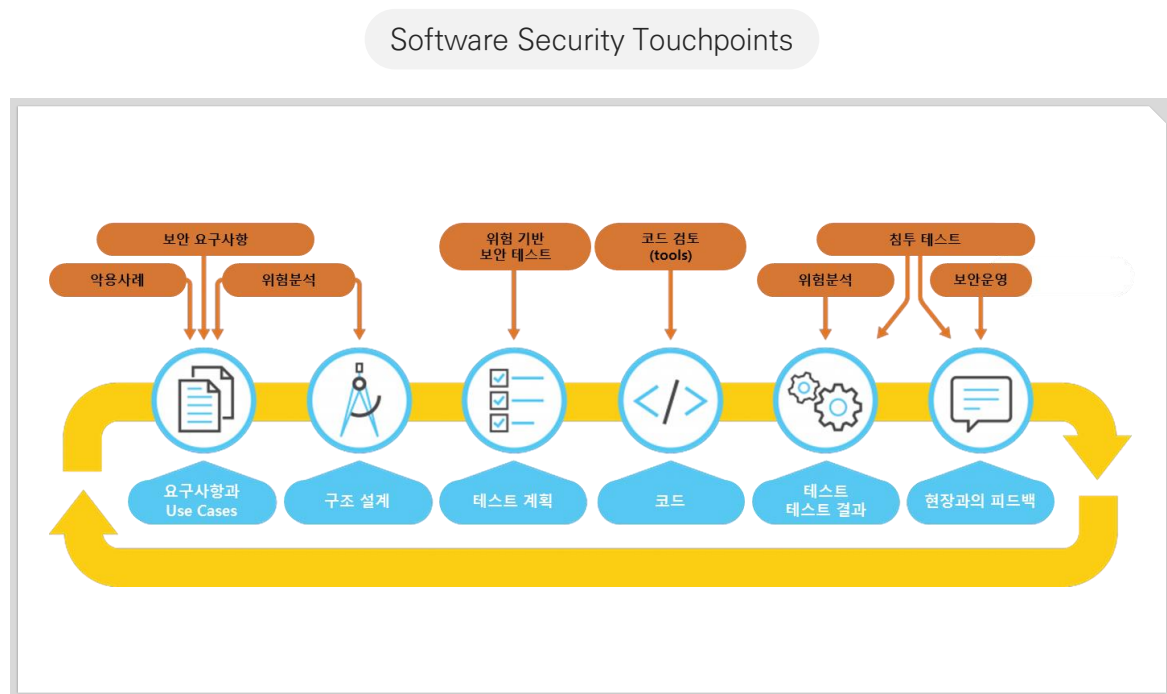 Software Security Touchpoints
보안 요구사항
악용사례
위험분석
위험 기반
보안 테스트
코드 검토
(tools)
침투 테스트
위험분석
보안운영
요구사항과
Use Cases
구조 설계
테스트 계획
코드
테스트
테스트 결과
현장과의 피드백